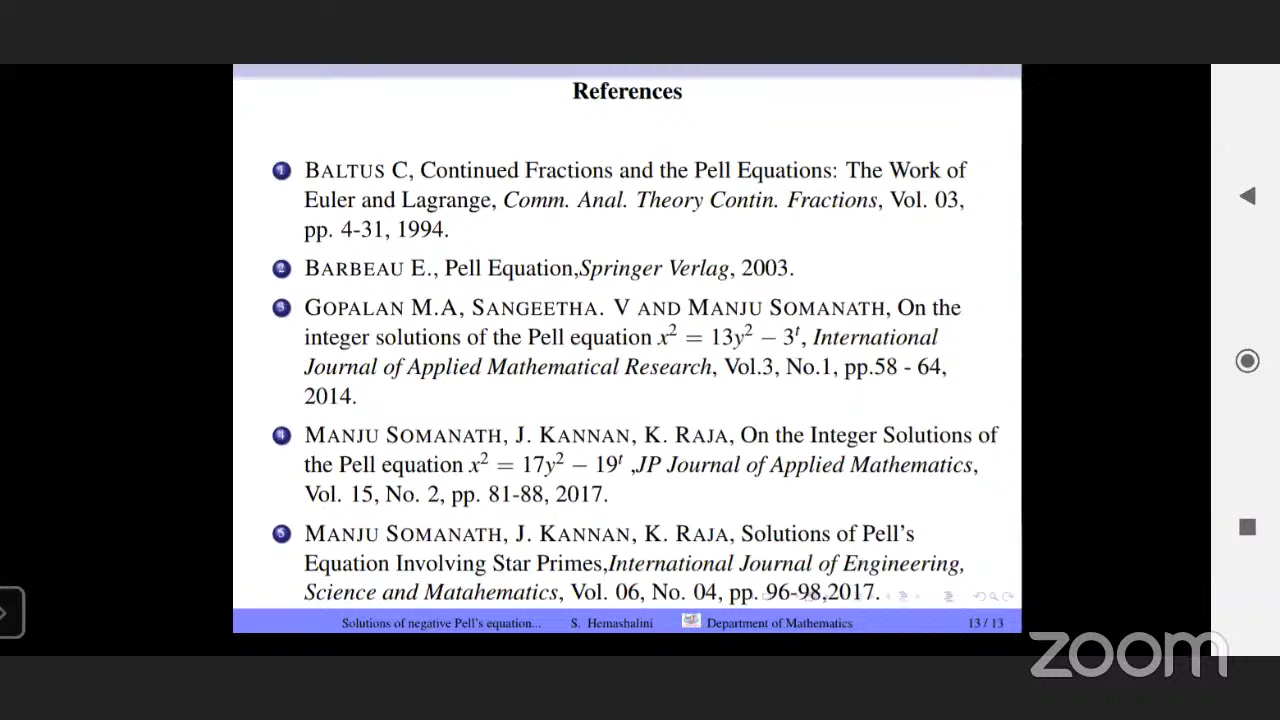 References
1 BALTUS C, Continued Fractions and the Pell Equations: The Work of
Euler and Lagrange, Comm. Anal. Theory Contin. Fractions, Vol. 03,
pp. 4-31, 1994.
2 BARBEAU E., Pell Equation,Springer Verlag, 2003.
3 GOPALAN M.A, SANGEETHA. V AND MANJU SOMANATH, On the
integer solutions of the Pell equation x² = 13y² − 3ᵗ, International
Journal of Applied Mathematical Research, Vol.3, No.1, pp.58 - 64,
2014.
4 MANJU SOMANATH, J. KANNAN, K. RAJA, On the Integer Solutions of
the Pell equation x² = 17y² − 19ᵗ ,JP Journal of Applied Mathematics,
Vol. 15, No. 2, pp. 81-88, 2017.
5 MANJU SOMANATH, J. KANNAN, K. RAJA, Solutions of Pell's
Equation Involving Star Primes,International Journal of Engineering,
Science and Matahematics, Vol. 06, No. 04, pp. 96-98,2017.
Solutions of negative Pell's equation... S. Hemashalini Department of Mathematics 13 / 13
zoom